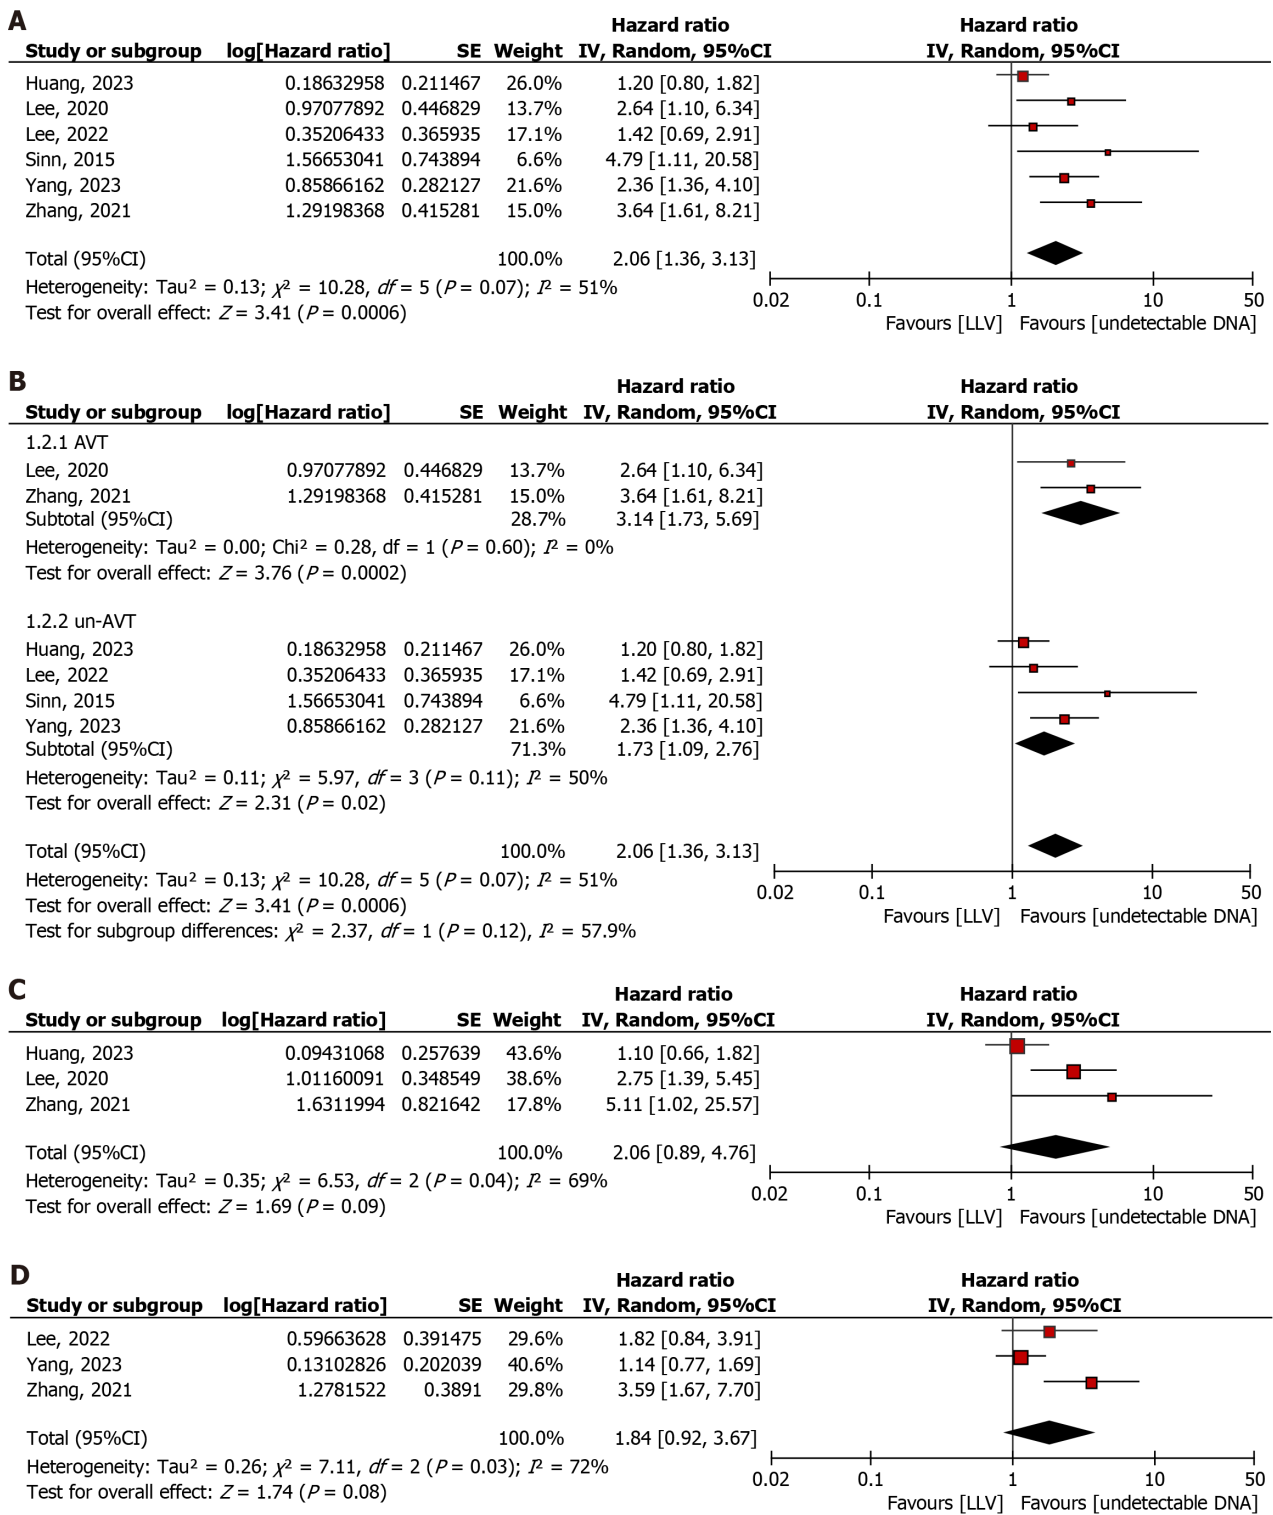 A
Hazard ratio Hazard ratio
Study or subgroup log[Hazard ratio] SE Weight IV, Random, 95%CI IV, Random, 95%CI
Huang, 2023 0.18632958 0.211467 26.0% 1.20 [0.80, 1.82]
Lee, 2020 0.97077892 0.446829 13.7% 2.64 [1.10, 6.34]
Lee, 2022 0.35206433 0.365935 17.1% 1.42 [0.69, 2.91]
Sinn, 2015 1.56653041 0.743894 6.6% 4.79 [1.11, 20.58]
Yang, 2023 0.85866162 0.282127 21.6% 2.36 [1.36, 4.10]
Zhang, 2021 1.29198368 0.415281 15.0% 3.64 [1.61, 8.21]
Total (95%CI) 100.0% 2.06 [1.36, 3.13]
Heterogeneity: Tau² = 0.13; χ² = 10.28, df = 5 (P = 0.07); I² = 51%
Test for overall effect: Z = 3.41 (P = 0.0006)
0.02 0.1 1 10 50
Favours [LLV] Favours [undetectable DNA]
B
Hazard ratio Hazard ratio
Study or subgroup log[Hazard ratio] SE Weight IV, Random, 95%CI IV, Random, 95%CI
1.2.1 AVT
Lee, 2020 0.97077892 0.446829 13.7% 2.64 [1.10, 6.34]
Zhang, 2021 1.29198368 0.415281 15.0% 3.64 [1.61, 8.21]
Subtotal (95%CI) 28.7% 3.14 [1.73, 5.69]
Heterogeneity: Tau² = 0.00; Chi² = 0.28, df = 1 (P = 0.60); I² = 0%
Test for overall effect: Z = 3.76 (P = 0.0002)
1.2.2 un-AVT
Huang, 2023 0.18632958 0.211467 26.0% 1.20 [0.80, 1.82]
Lee, 2022 0.35206433 0.365935 17.1% 1.42 [0.69, 2.91]
Sinn, 2015 1.56653041 0.743894 6.6% 4.79 [1.11, 20.58]
Yang, 2023 0.85866162 0.282127 21.6% 2.36 [1.36, 4.10]
Subtotal (95%CI) 71.3% 1.73 [1.09, 2.76]
Heterogeneity: Tau² = 0.11; χ² = 5.97, df = 3 (P = 0.11); I² = 50%
Test for overall effect: Z = 2.31 (P = 0.02)
Total (95%CI) 100.0% 2.06 [1.36, 3.13]
Heterogeneity: Tau² = 0.13; χ² = 10.28, df = 5 (P = 0.07); I² = 51%
Test for overall effect: Z = 3.41 (P = 0.0006)
Test for subgroup differences: χ² = 2.37, df = 1 (P = 0.12), I² = 57.9%
0.02 0.1 1 10 50
Favours [LLV] Favours [undetectable DNA]
C
Hazard ratio Hazard ratio
Study or subgroup log[Hazard ratio] SE Weight IV, Random, 95%CI IV, Random, 95%CI
Huang, 2023 0.09431068 0.257639 43.6% 1.10 [0.66, 1.82]
Lee, 2020 1.01160091 0.348549 38.6% 2.75 [1.39, 5.45]
Zhang, 2021 1.6311994 0.821642 17.8% 5.11 [1.02, 25.57]
Total (95%CI) 100.0% 2.06 [0.89, 4.76]
Heterogeneity: Tau² = 0.35; χ² = 6.53, df = 2 (P = 0.04); I² = 69%
Test for overall effect: Z = 1.69 (P = 0.09)
0.02 0.1 1 10 50
Favours [LLV] Favours [undetectable DNA]
D
Hazard ratio Hazard ratio
Study or subgroup log[Hazard ratio] SE Weight IV, Random, 95%CI IV, Random, 95%CI
Lee, 2022 0.59663628 0.391475 29.6% 1.82 [0.84, 3.91]
Yang, 2023 0.13102826 0.202039 40.6% 1.14 [0.77, 1.69]
Zhang, 2021 1.2781522 0.3891 29.8% 3.59 [1.67, 7.70]
Total (95%CI) 100.0% 1.84 [0.92, 3.67]
Heterogeneity: Tau² = 0.26; χ² = 7.11, df = 2 (P = 0.03); I² = 72%
Test for overall effect: Z = 1.74 (P = 0.08)
0.02 0.1 1 10 50
Favours [LLV] Favours [undetectable DNA]